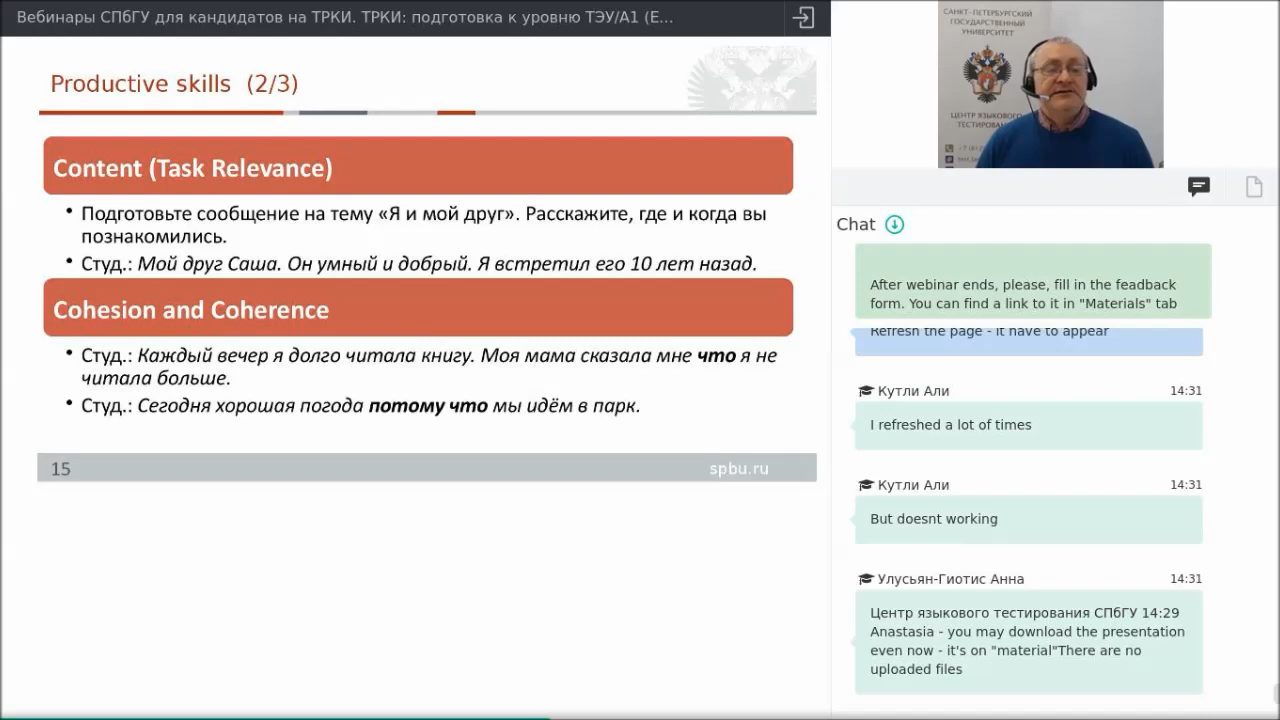 Вебинары СПбГУ для кандидатов на ТРКИ. ТРКИ: подготовка к уровню ТЭУ/A1 (E...
Productive skills (2/3)
Content (Task Relevance)
• Подготовьте сообщение на тему «Я и мой друг». Расскажите, где и когда вы
познакомились.
• Студ.: Мой друг Саша. Он умный и добрый. Я встретил его 10 лет назад.
Cohesion and Coherence
• Студ.: Каждый вечер я долго читала книгу. Моя мама сказала мне что я не
читала больше.
• Студ.: Сегодня хорошая погода потому что мы идём в парк.
15
spbu.ru
САНКТ-ПЕТЕРБУРГСКИЙ
ГОСУДАРСТВЕННЫЙ
УНИВЕРСИТЕТ
ЦЕНТР ЯЗЫКОВОГО
Chat
After webinar ends, please, fill in the feadback
form. You can find a link to it in "Materials" tab
Refresh the page - it have to appear
Кутли Али 14:31
I refreshed a lot of times
Кутли Али 14:31
But doesnt working
Улусьян-Гиотис Анна 14:31
Центр языкового тестирования СПбГУ 14:29
Anastasia - you may download the presentation
even now - it's on "material"There are no
uploaded files